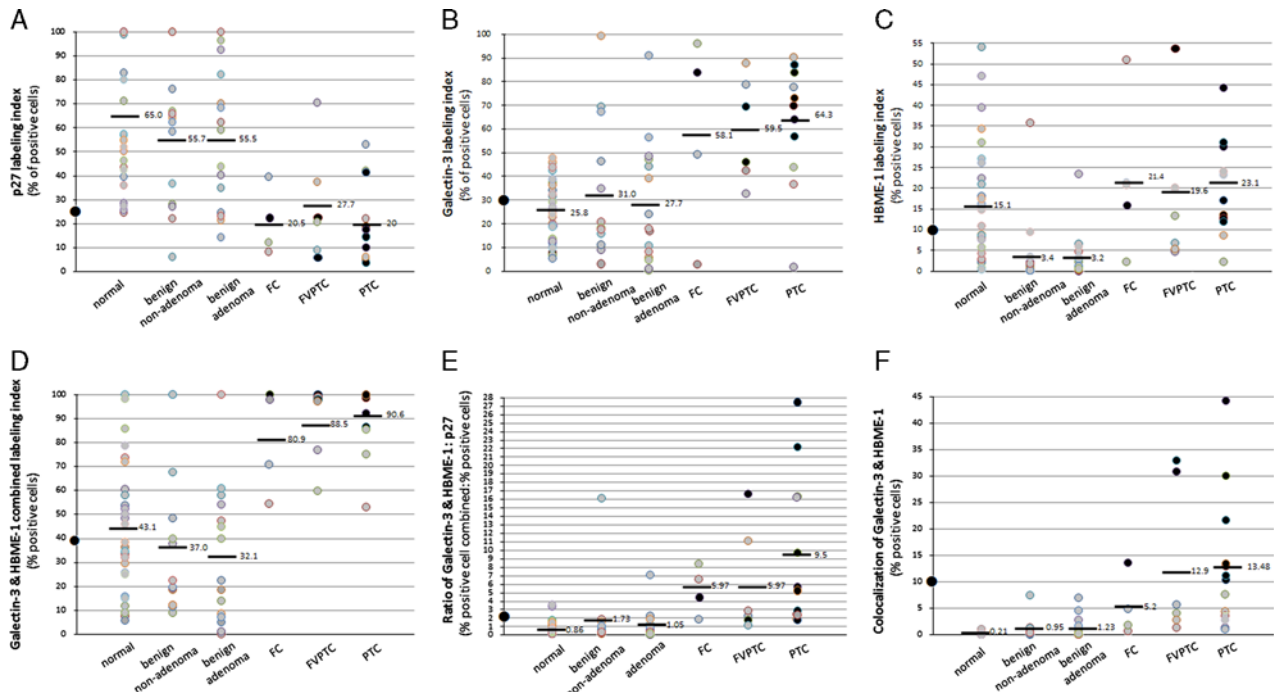 A
p27 labeling index
(% of positive cells)
100
90
80
70
60
50
40
30
20
10
0
65.0
55.7
55.5
20.5
27.7
20
normal
benign
non-adenoma
benign
adenoma
FC
FVPTC
PTC
B
Galectin-3 labeling index
(% of positive cells)
100
90
80
70
60
50
40
30
20
10
0
25.8
31.0
27.7
58.1
59.5
64.3
normal
benign
non-adenoma
benign
adenoma
FC
FVPTC
PTC
C
HBME-1 labeling index
(% positive cells)
55
50
45
40
35
30
25
20
15
10
5
0
15.1
3.4
3.2
21.4
19.6
23.1
normal
benign
non-adenoma
benign
adenoma
FC
FVPTC
PTC
D
Galectin-3 & HBME-1 combined labeling index
(% positive cells)
100
90
80
70
60
50
40
30
20
10
0
43.1
37.0
32.1
80.9
88.5
90.6
normal
benign
non-adenoma
benign
adenoma
FC
FVPTC
PTC
E
Ratio of Galectin-3 & HBME-1: p27
(% positive cell combined: % positive cells)
28
27
26
25
24
23
22
21
20
19
18
17
16
15
14
13
12
11
10
9
8
7
6
5
4
3
2
1
0
0.86
1.73
1.05
5.97
5.97
9.5
normal
benign
non-adenoma
adenoma
FC
FVPTC
PTC
F
Colocalization of Galectin-3 & HBME-1
(% positive cells)
45
40
35
30
25
20
15
10
5
0
0.21
0.95
1.23
5.2
12.9
13.48
normal
benign
non-adenoma
benign
adenoma
FC
FVPTC
PTC